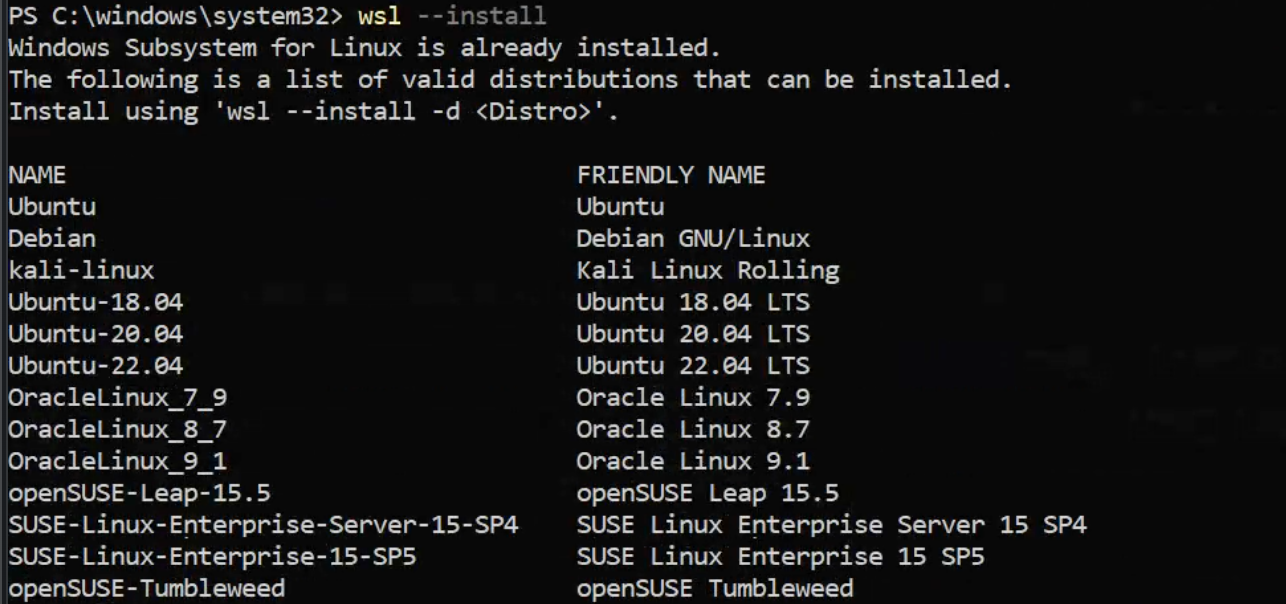 PS C:\windows\system32> wsl --install
Windows Subsystem for Linux is already installed.
The following is a list of valid distributions that can be installed.
Install using 'wsl --install -d <Distro>'.

NAME FRIENDLY NAME
Ubuntu Ubuntu
Debian Debian GNU/Linux
kali-linux Kali Linux Rolling
Ubuntu-18.04 Ubuntu 18.04 LTS
Ubuntu-20.04 Ubuntu 20.04 LTS
Ubuntu-22.04 Ubuntu 22.04 LTS
OracleLinux_7_9 Oracle Linux 7.9
OracleLinux_8_7 Oracle Linux 8.7
OracleLinux_9_1 Oracle Linux 9.1
openSUSE-Leap-15.5 openSUSE Leap 15.5
SUSE-Linux-Enterprise-Server-15-SP4 SUSE Linux Enterprise Server 15 SP4
SUSE-Linux-Enterprise-15-SP5 SUSE Linux Enterprise 15 SP5
openSUSE-Tumbleweed openSUSE Tumbleweed